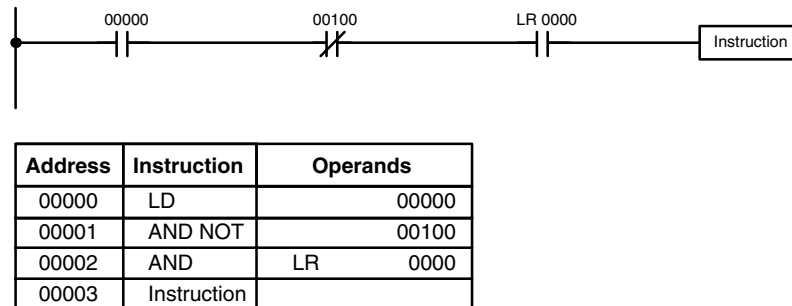 00000 00100 LR 0000
Instruction
Address Instruction Operands
00000 LD 00000
00001 AND NOT 00100
00002 AND LR 0000
00003 Instruction